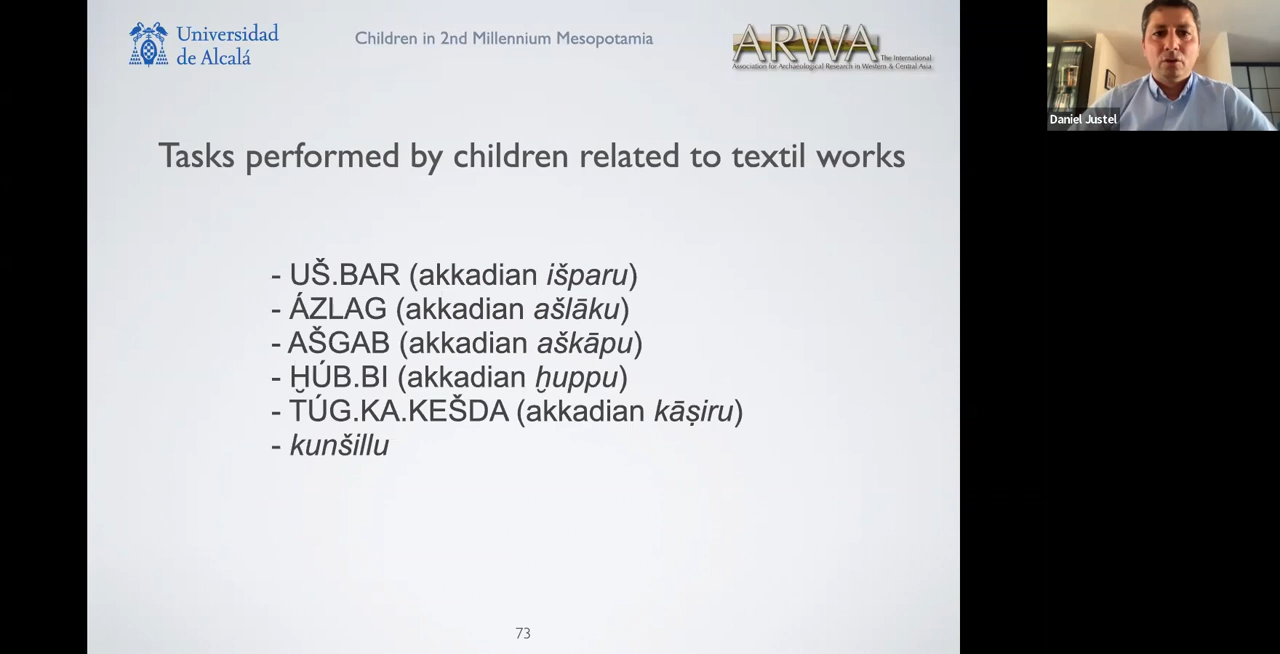 Universidad
de Alcalá
Children in 2nd Millennium Mesopotamia
ARWA
The International
Association for Archaeological Research in Western & Central Asia
Daniel Justel
Tasks performed by children related to textil works
- UŠ.BAR (akkadian išparu)
- ÁZLAG (akkadian ašlāku)
- AŠGAB (akkadian aškāpu)
- ḪÚB.BI (akkadian ḫuppu)
- TÚG.KA.KEŠDA (akkadian kāṣiru)
- kunšillu
73